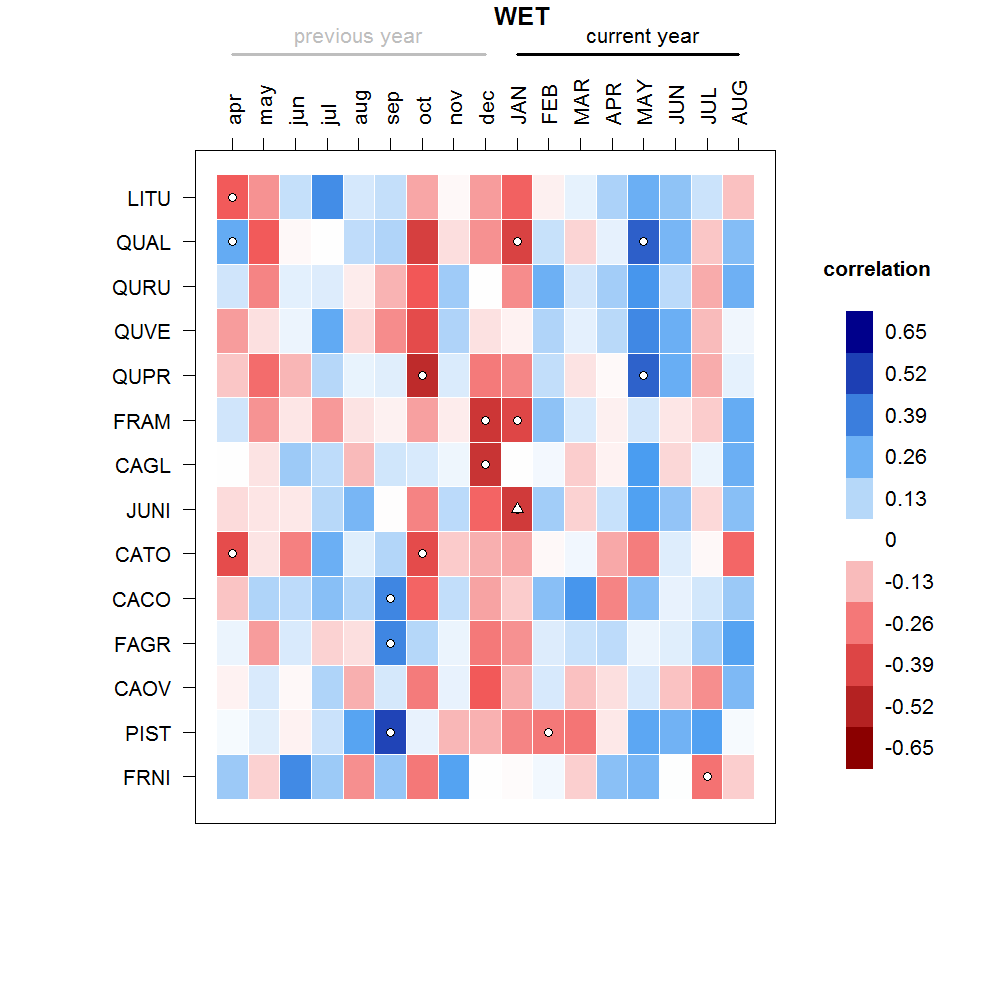 WET
previous year current year
apr may jun jul aug sep oct nov dec JAN FEB MAR APR MAY JUN JUL AUG
LITU
QUAL
QURU
QUVE
QUPR
FRAM
CAGL
JUNI
CATO
CACO
FAGR
CAOV
PIST
FRNI
correlation
0.65
0.52
0.39
0.26
0.13
0
-0.13
-0.26
-0.39
-0.52
-0.65